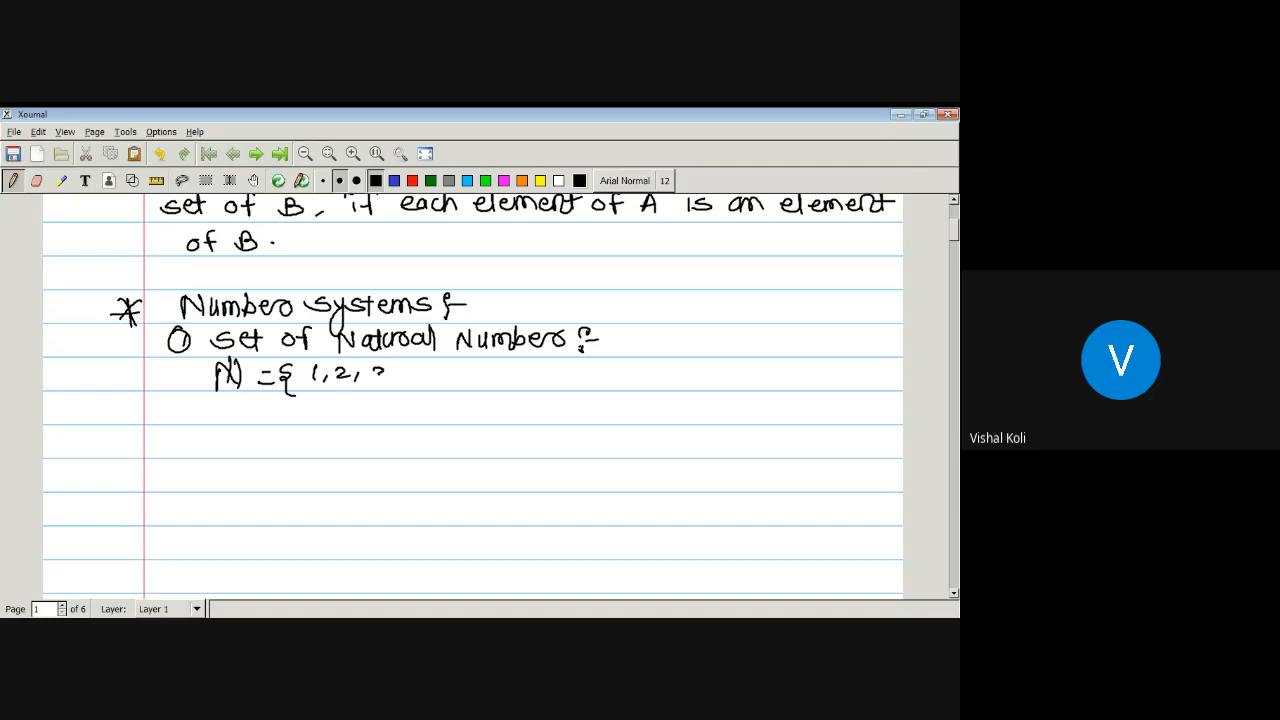 Xournal
File Edit View Page Tools Options Help
T Arial Normal 12
set of B, if each element of A is an element
of B.
* Number systems :-
① set of Natural Numbers :-
N = { 1, 2,
V
Vishal Koli
Page 1 of 6 Layer: Layer 1